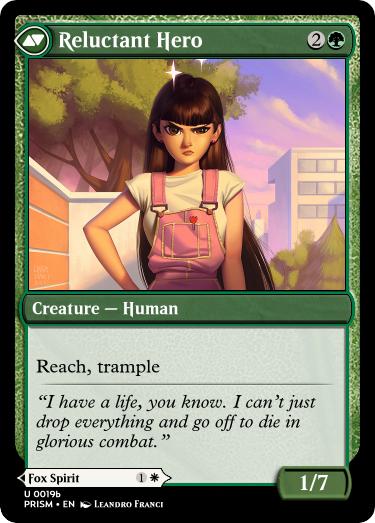 Reluctant Hero 2
Creature — Human
Reach, trample
“I have a life, you know. I can’t just
drop everything and go off to die in
glorious combat.”
Fox Spirit 1
1/7
U 0019b
PRISM • EN Leandro Franci